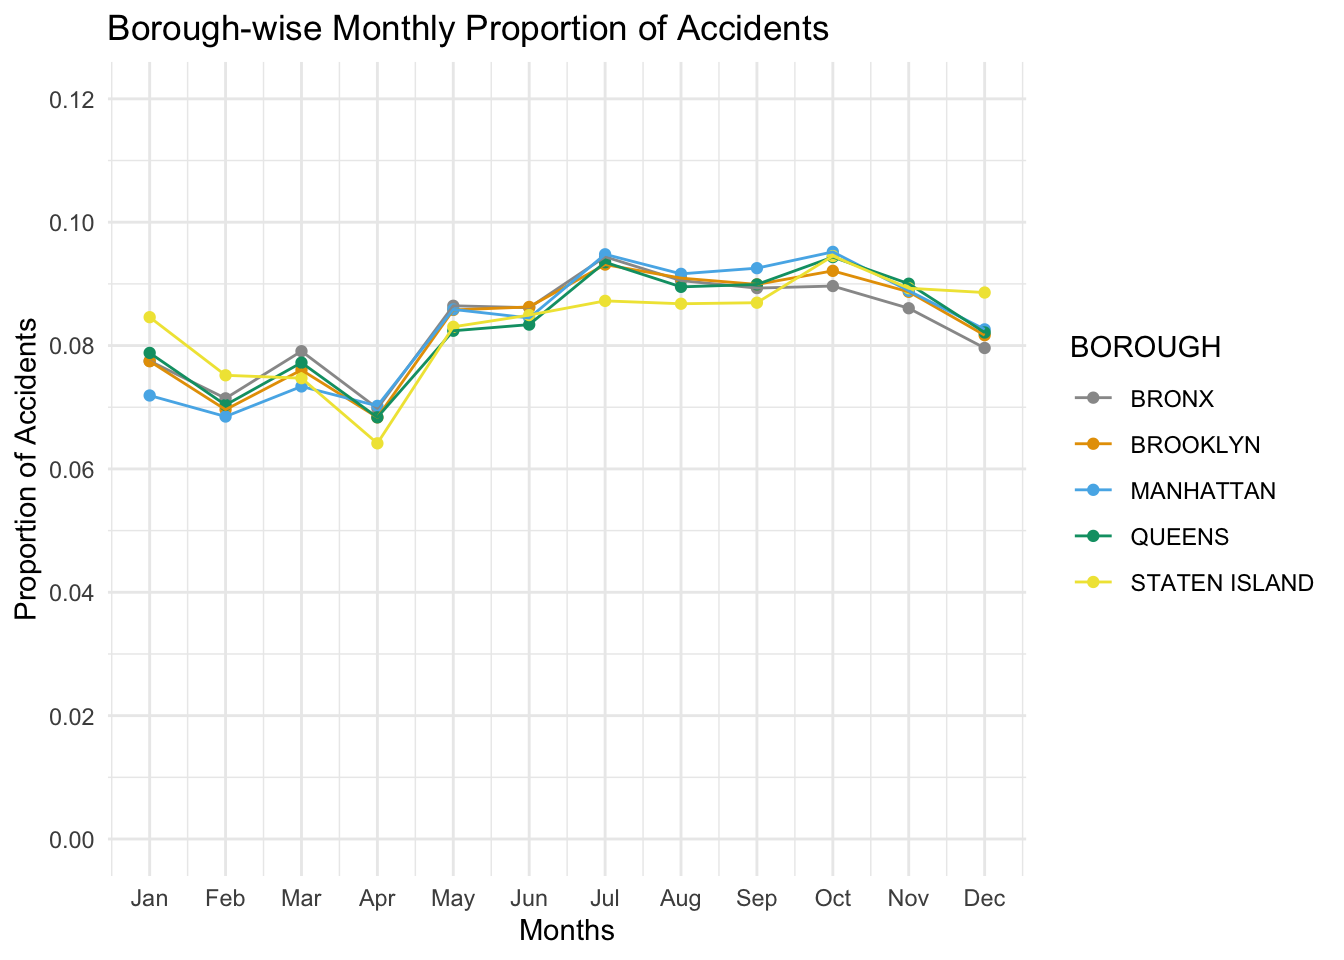 Borough-wise Monthly Proportion of Accidents
Proportion of Accidents
0.12
0.10
0.08
0.06
0.04
0.02
0.00
Jan Feb Mar Apr May Jun Jul Aug Sep Oct Nov Dec
Months
BOROUGH
BRONX
BROOKLYN
MANHATTAN
QUEENS
STATEN ISLAND